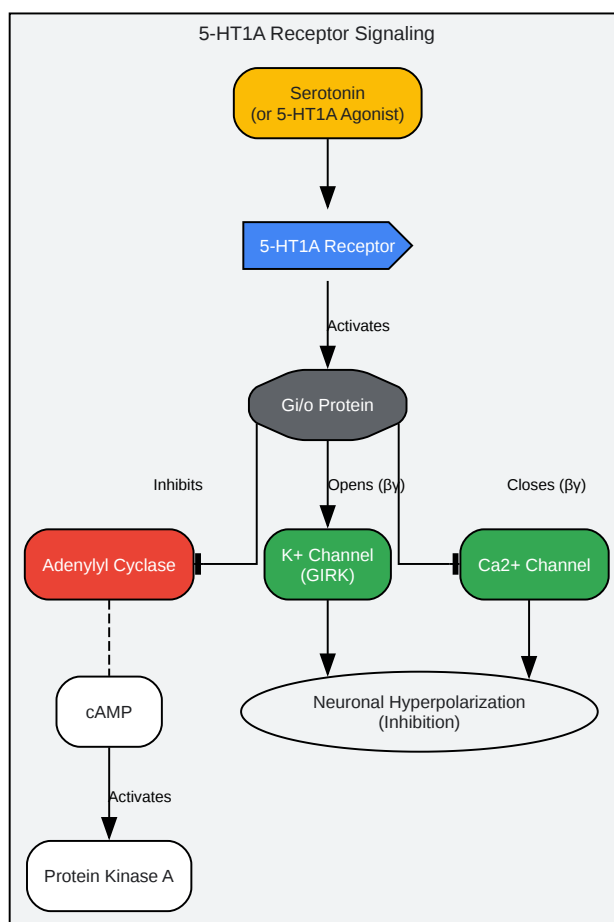 5-HT1A Receptor Signaling
Serotonin
(or 5-HT1A Agonist)
5-HT1A Receptor
Activates
Gi/o Protein
Inhibits
Opens (βγ)
Closes (βγ)
Adenylyl Cyclase
K+ Channel
(GIRK)
Ca2+ Channel
cAMP
Neuronal Hyperpolarization
(Inhibition)
Activates
Protein Kinase A